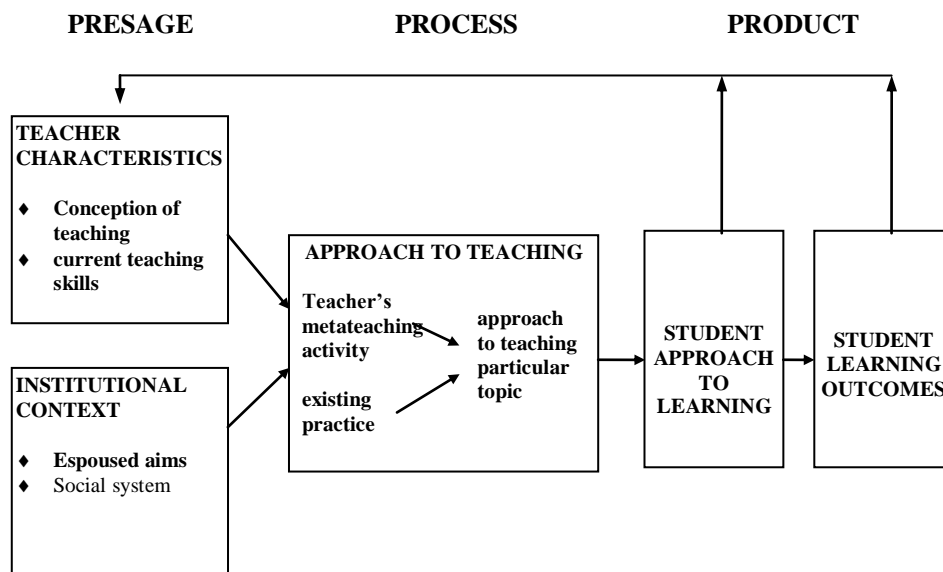 PRESAGE PROCESS PRODUCT
TEACHER
CHARACTERISTICS
♦ Conception of
teaching
♦ current teaching
skills
INSTITUTIONAL
CONTEXT
♦ Espoused aims
♦ Social system
APPROACH TO TEACHING
Teacher’s
metateaching
activity
existing
practice
approach
to teaching
particular
topic
STUDENT
APPROACH
TO
LEARNING
STUDENT
LEARNING
OUTCOMES